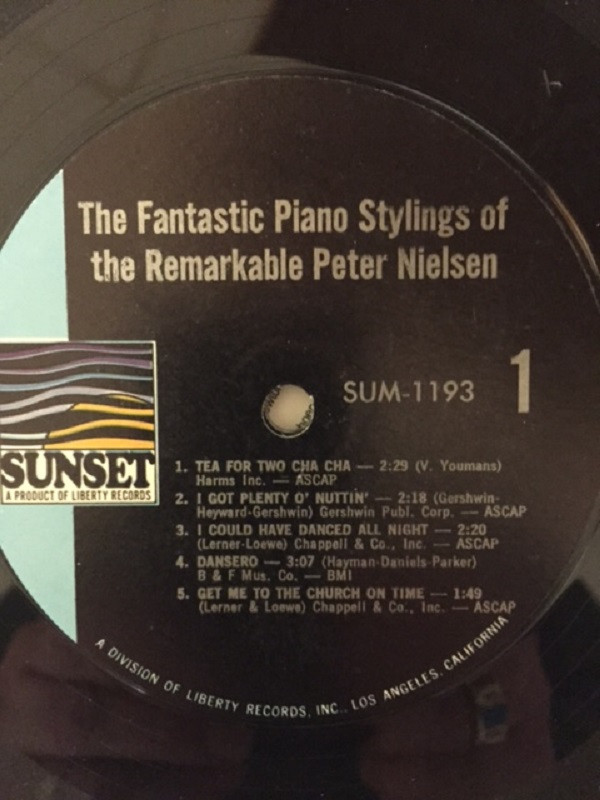 The Fantastic Piano Stylings of
the Remarkable Peter Nielsen
SUM-1193
1
SUNSET
A PRODUCT OF LIBERTY RECORDS
1. TEA FOR TWO CHA CHA — 2:29 (V. Youmans)
Harms Inc. — ASCAP
2. I GOT PLENTY O' NUTTIN' — 2:18 (Gershwin-
Heyward-Gershwin) Gershwin Publ. Corp. — ASCAP
3. I COULD HAVE DANCED ALL NIGHT — 2:20
(Lerner-Loewe) Chappell & Co., Inc. — ASCAP
4. DANSERO — 3:07 (Hayman-Daniels-Parker)
B & F Mus. Co. — BMI
5. GET ME TO THE CHURCH ON TIME — 1:49
(Lerner & Loewe) Chappell & Co., Inc. — ASCAP
A DIVISION OF LIBERTY RECORDS, INC., LOS ANGELES, CALIFORNIA